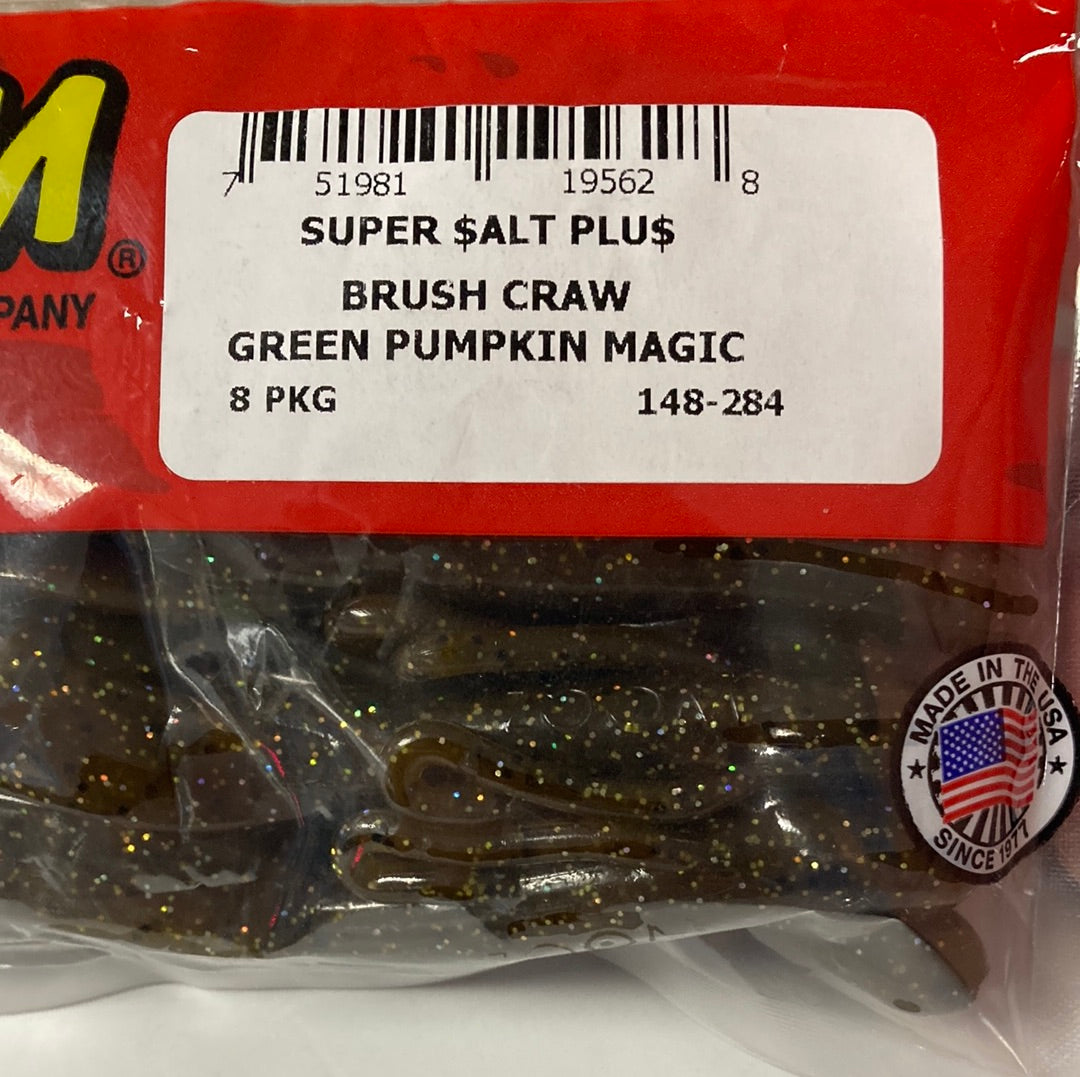 M®
PANY
7 51981 19562 8
SUPER $ALT PLU$
BRUSH CRAW
GREEN PUMPKIN MAGIC
8 PKG 148-284
ZOOM
MADE IN THE USA
SINCE 1977